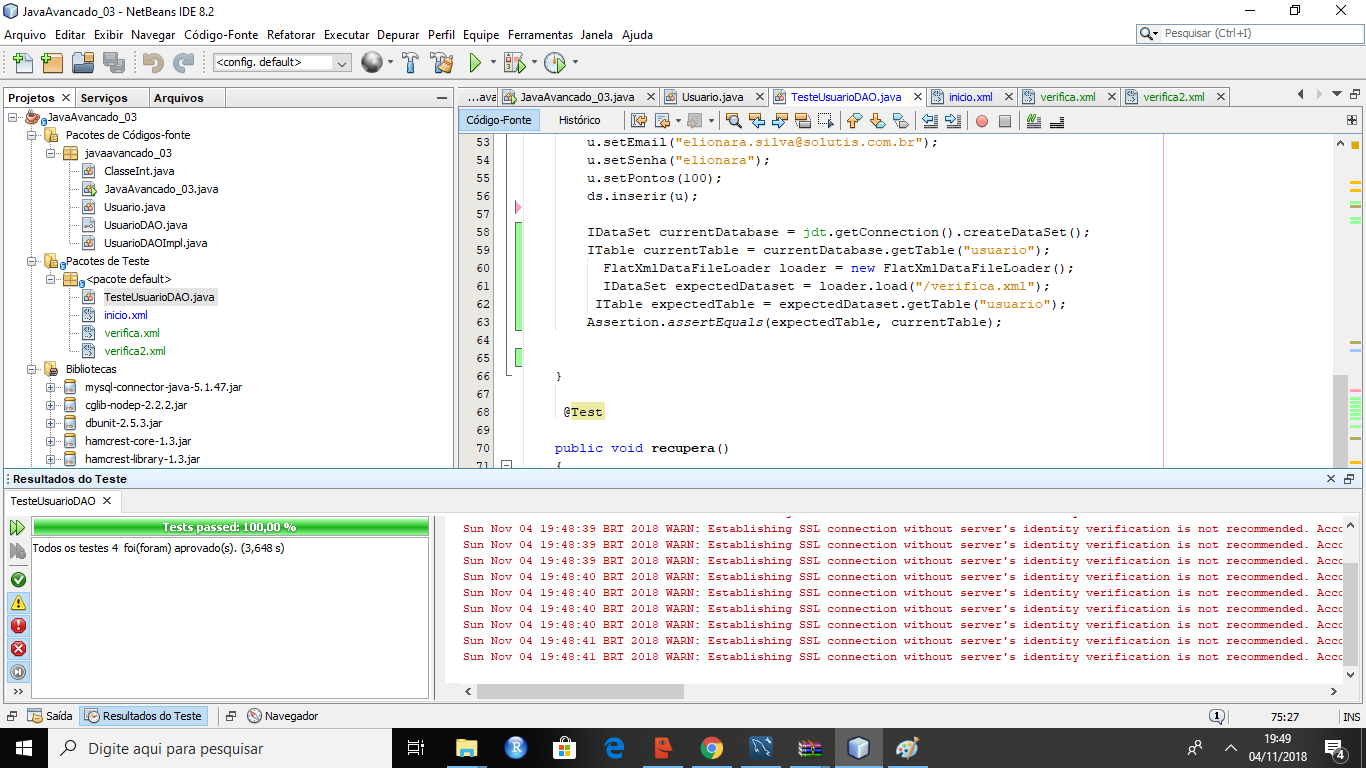 JavaAvancado_03 - NetBeans IDE 8.2
Arquivo Editar Exibir Navegar Código-Fonte Refatorar Executar Depurar Perfil Equipe Ferramentas Janela Ajuda
Pesquisar (Ctrl+I)
<config. default>
Projetos Serviços Arquivos
JavaAvancado_03
Pacotes de Códigos-fonte
javaavancado_03
ClasseInt.java
JavaAvancado_03.java
Usuario.java
UsuarioDAO.java
UsuarioDAOImpl.java
Pacotes de Teste
<pacote default>
TesteUsuarioDAO.java
inicio.xml
verifica.xml
verifica2.xml
Bibliotecas
mysql-connector-java-5.1.47.jar
cglib-nodep-2.2.2.jar
dbunit-2.5.3.jar
hamcrest-core-1.3.jar
hamcrest-library-1.3.jar
...ava JavaAvancado_03.java Usuario.java TesteUsuarioDAO.java inicio.xml verifica.xml verifica2.xml
Código-Fonte Histórico
53 u.setEmail("elionara.silva@solutis.com.br");
54 u.setSenha("elionara");
55 u.setPontos(100);
56 ds.inserir(u);
57
58 IDataSet currentDatabase = jdt.getConnection().createDataSet();
59 ITable currentTable = currentDatabase.getTable("usuario");
60 FlatXmlDataFileLoader loader = new FlatXmlDataFileLoader();
61 IDataSet expectedDataset = loader.load("/verifica.xml");
62 ITable expectedTable = expectedDataset.getTable("usuario");
63 Assertion.assertEquals(expectedTable, currentTable);
64
65
66 }
67
68 @Test
69
70 public void recupera()
71 {
Resultados do Teste
TesteUsuarioDAO
Tests passed: 100,00 %
Todos os testes 4 foi(foram) aprovado(s). (3,648 s)
Sun Nov 04 19:48:39 BRT 2018 WARN: Establishing SSL connection without server's identity verification is not recommended. Acco
Sun Nov 04 19:48:39 BRT 2018 WARN: Establishing SSL connection without server's identity verification is not recommended. Acco
Sun Nov 04 19:48:39 BRT 2018 WARN: Establishing SSL connection without server's identity verification is not recommended. Acco
Sun Nov 04 19:48:40 BRT 2018 WARN: Establishing SSL connection without server's identity verification is not recommended. Acco
Sun Nov 04 19:48:40 BRT 2018 WARN: Establishing SSL connection without server's identity verification is not recommended. Acco
Sun Nov 04 19:48:40 BRT 2018 WARN: Establishing SSL connection without server's identity verification is not recommended. Acco
Sun Nov 04 19:48:40 BRT 2018 WARN: Establishing SSL connection without server's identity verification is not recommended. Acco
Sun Nov 04 19:48:41 BRT 2018 WARN: Establishing SSL connection without server's identity verification is not recommended. Acco
Sun Nov 04 19:48:41 BRT 2018 WARN: Establishing SSL connection without server's identity verification is not recommended. Acco
Saída Resultados do Teste Navegador
1 75:27 INS
Digite aqui para pesquisar
19:49
04/11/2018
4